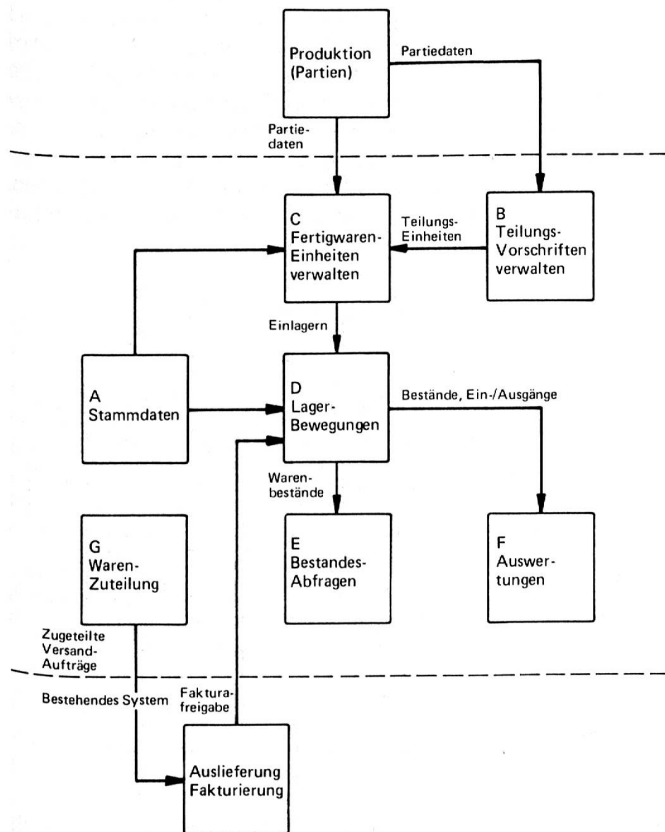 Produktion
(Partien)
Partiedaten
Partie-
daten
C
Fertigwaren-
Einheiten
verwalten
Teilungs-
Einheiten
B
Teilungs-
Vorschriften
verwalten
Einlagern
A
Stammdaten
D
Lager-
Bewegungen
Bestände, Ein-/Ausgänge
Waren-
bestände
G
Waren-
Zuteilung
E
Bestandes-
Abfragen
F
Auswer-
tungen
Zugeteilte
Versand-
Aufträge
Bestehendes System
Faktura-
freigabe
Auslieferung
Fakturierung